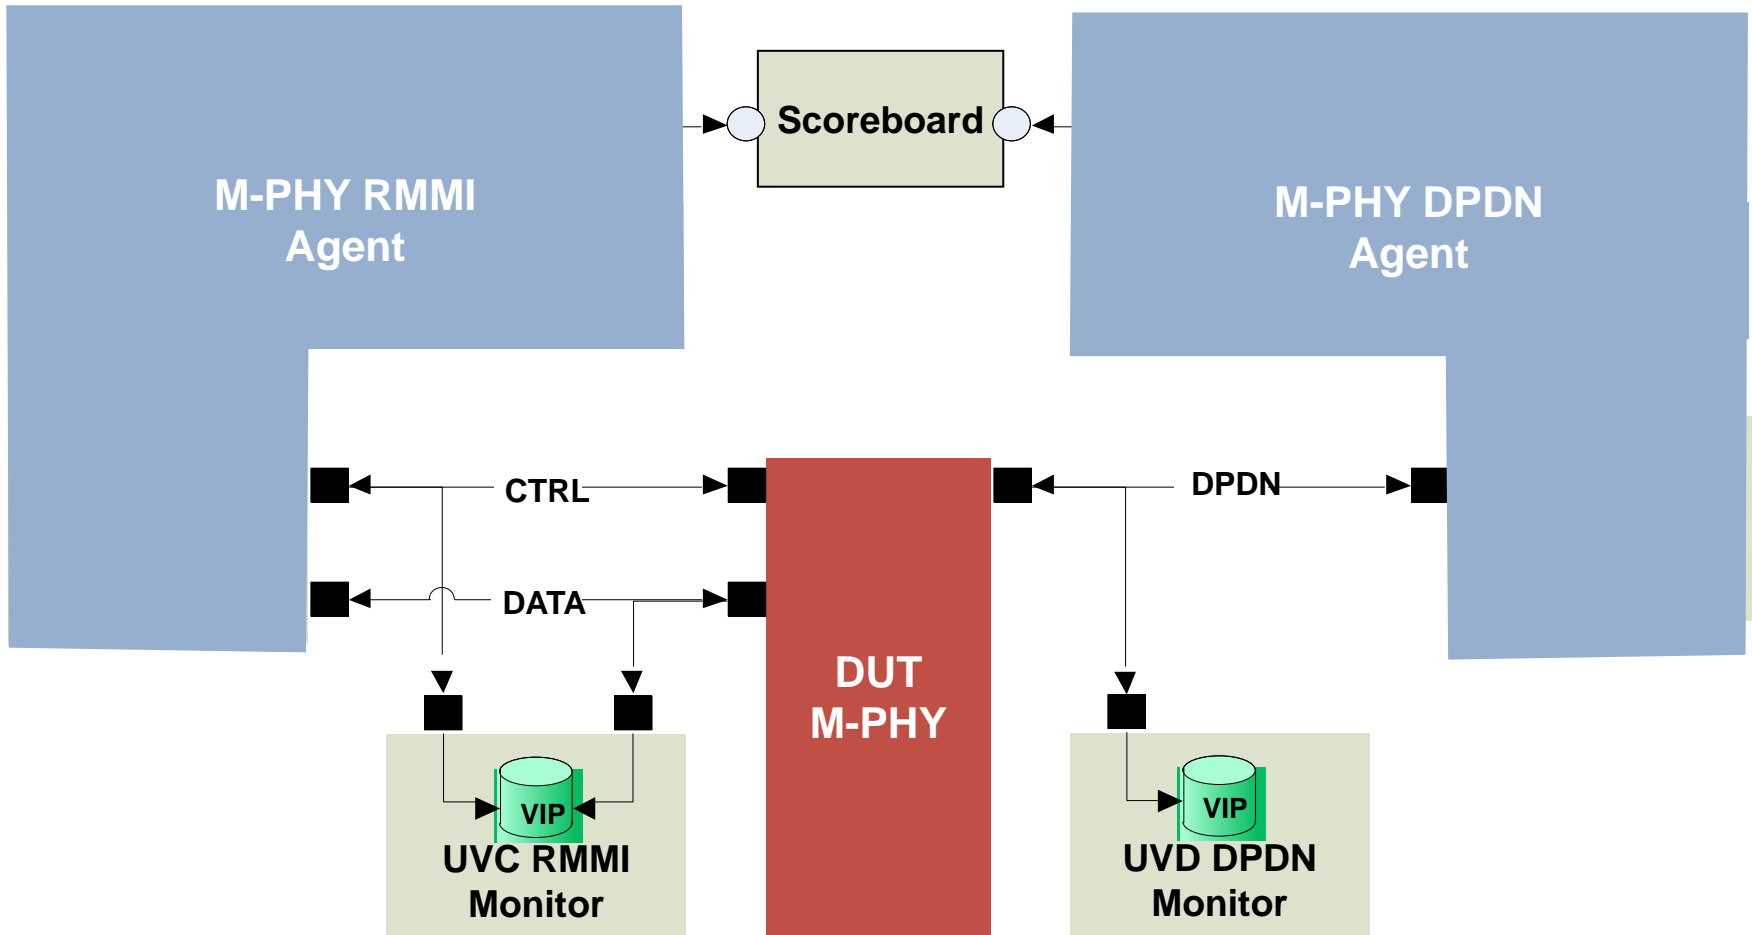 Scoreboard
M-PHY RMMI
Agent
M-PHY DPDN
Agent
CTRL
DPDN
DATA
DUT
M-PHY
VIP
UVC RMMI
Monitor
VIP
UVD DPDN
Monitor